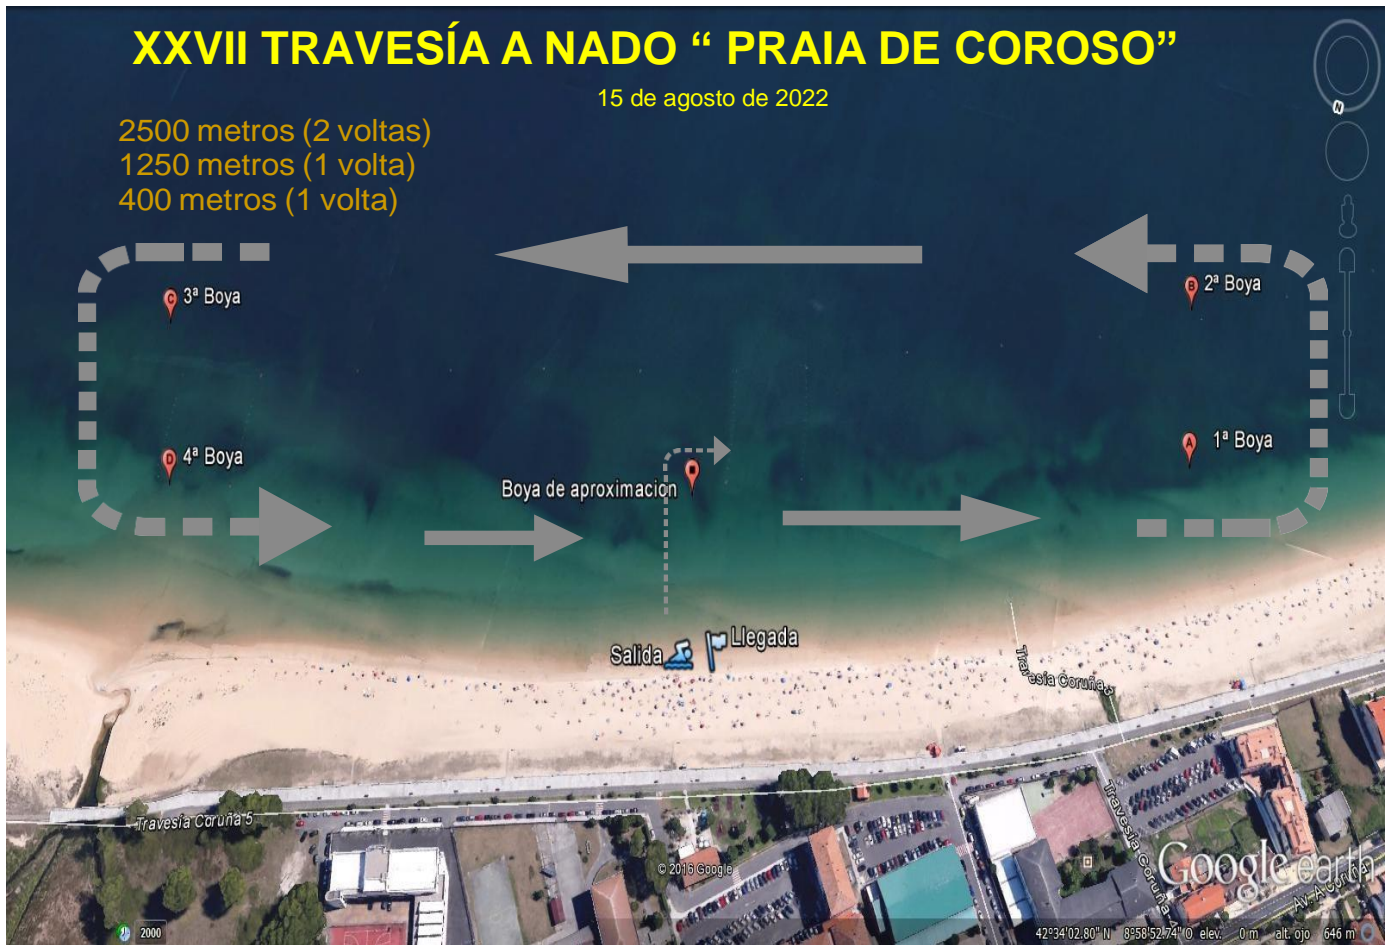 XXVII TRAVESÍA A NADO “ PRAIA DE COROSO”
15 de agosto de 2022
2500 metros (2 voltas)
1250 metros (1 volta)
400 metros (1 volta)
N
C 3ª Boya
B 2ª Boya
D 4ª Boya
A 1ª Boya
Boya de aproximacion
Salida
Llegada
Travesía Coruña 3
Travesía Coruña 5
Travesía Coruña
© 2016 Google
Google earth
Av. A Coruña
2000
42°34'02.80" N 8°58'52.74" O elev. 0 m alt. ojo 646 m